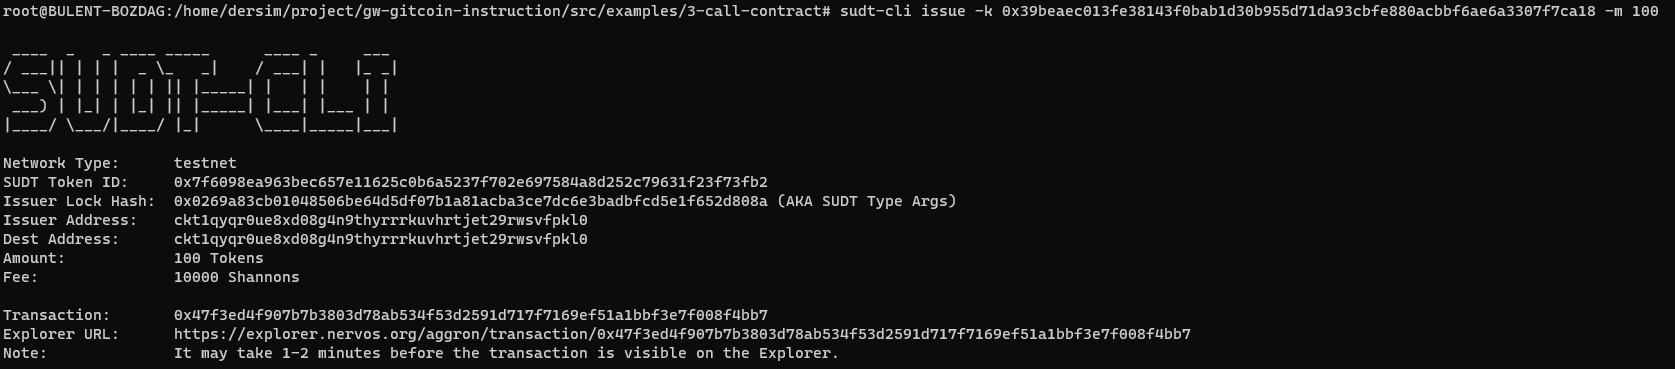 root@BULENT-BOZDAG:/home/dersim/project/gw-gitcoin-instruction/src/examples/3-call-contract# sudt-cli issue -k 0x39beaec013fe38143f0bab1d30b955d71da93cbfe880acbbf6ae6a3307f7ca18 -m 100
SUDT-CLI
Network Type: testnet
SUDT Token ID: 0x7f6098ea963bec657e11625c0b6a5237f702e697584a8d252c79631f23f73fb2
Issuer Lock Hash: 0x0269a83cb01048506be64d5df07b1a81acba3ce7dc6e3badbfcd5e1f652d808a (AKA SUDT Type Args)
Issuer Address: ckt1qyqr0ue8xd08g4n9thyrrrkuvhrtjet29rwsvfpkl0
Dest Address: ckt1qyqr0ue8xd08g4n9thyrrrkuvhrtjet29rwsvfpkl0
Amount: 100 Tokens
Fee: 10000 Shannons
Transaction: 0x47f3ed4f907b7b3803d78ab534f53d2591d717f7169ef51a1bbf3e7f008f4bb7
Explorer URL: https://explorer.nervos.org/aggron/transaction/0x47f3ed4f907b7b3803d78ab534f53d2591d717f7169ef51a1bbf3e7f008f4bb7
Note: It may take 1-2 minutes before the transaction is visible on the Explorer.